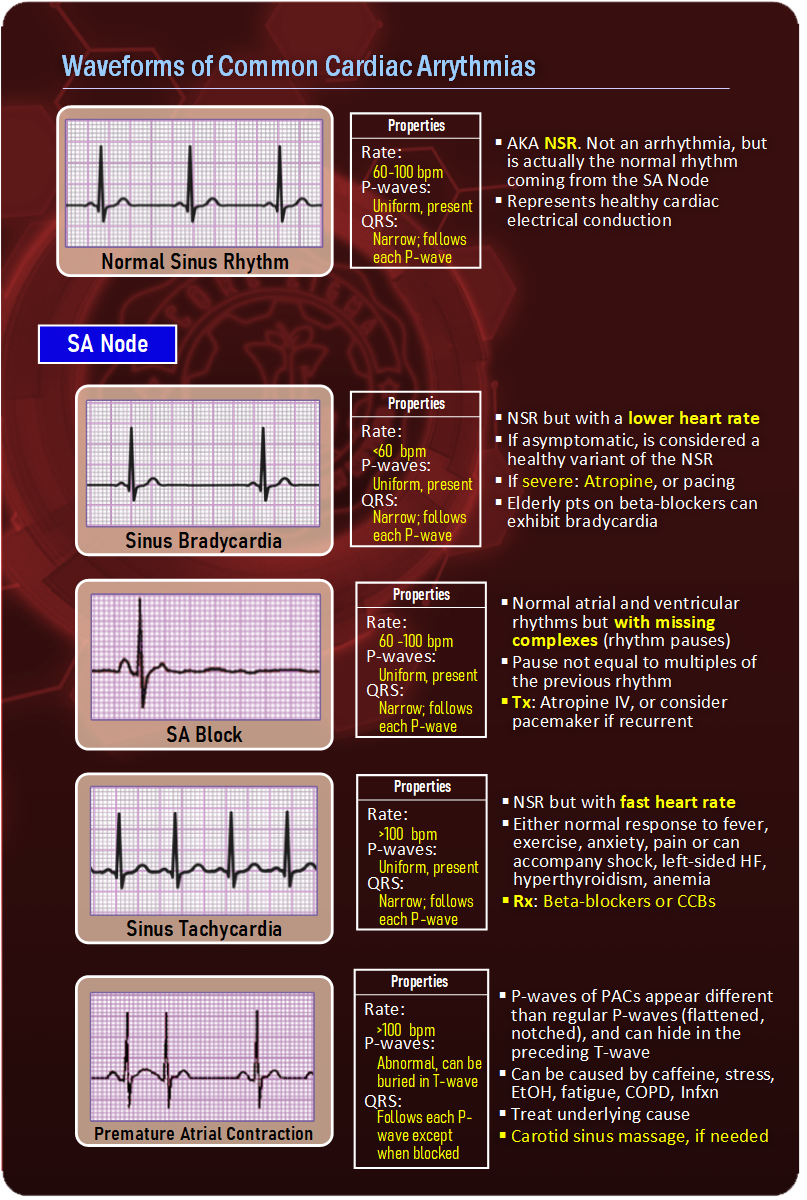 Waveforms of Common Cardiac Arrythmias
Normal Sinus Rhythm
Properties
Rate:
60-100 bpm
P-waves:
Uniform, present
QRS:
Narrow; follows
each P-wave
▪ AKA NSR. Not an arrhythmia, but
is actually the normal rhythm
coming from the SA Node
▪ Represents healthy cardiac
electrical conduction
SA Node
Sinus Bradycardia
Properties
Rate:
<60 bpm
P-waves:
Uniform, present
QRS:
Narrow; follows
each P-wave
▪ NSR but with a lower heart rate
▪ If asymptomatic, is considered a
healthy variant of the NSR
▪ If severe: Atropine, or pacing
▪ Elderly pts on beta-blockers can
exhibit bradycardia
SA Block
Properties
Rate:
60 -100 bpm
P-waves:
Uniform, present
QRS:
Narrow; follows
each P-wave
▪ Normal atrial and ventricular
rhythms but with missing
complexes (rhythm pauses)
▪ Pause not equal to multiples of
the previous rhythm
▪ Tx: Atropine IV, or consider
pacemaker if recurrent
Sinus Tachycardia
Properties
Rate:
>100 bpm
P-waves:
Uniform, present
QRS:
Narrow; follows
each P-wave
▪ NSR but with fast heart rate
▪ Either normal response to fever,
exercise, anxiety, pain or can
accompany shock, left-sided HF,
hyperthyroidism, anemia
▪ Rx: Beta-blockers or CCBs
Premature Atrial Contraction
Properties
Rate:
>100 bpm
P-waves:
Abnormal, can be
buried in T-wave
QRS:
Follows each P-
wave except
when blocked
▪ P-waves of PACs appear different
than regular P-waves (flattened,
notched), and can hide in the
preceding T-wave
▪ Can be caused by caffeine, stress,
EtOH, fatigue, COPD, Infxn
▪ Treat underlying cause
▪ Carotid sinus massage, if needed